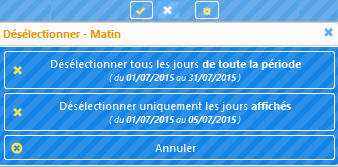 Désélectionner - Matin
Désélectionner tous les jours de toute la période
( du 01/07/2015 au 31/07/2015 )
Désélectionner uniquement les jours affichés
( du 01/07/2015 au 05/07/2015 )
Annuler